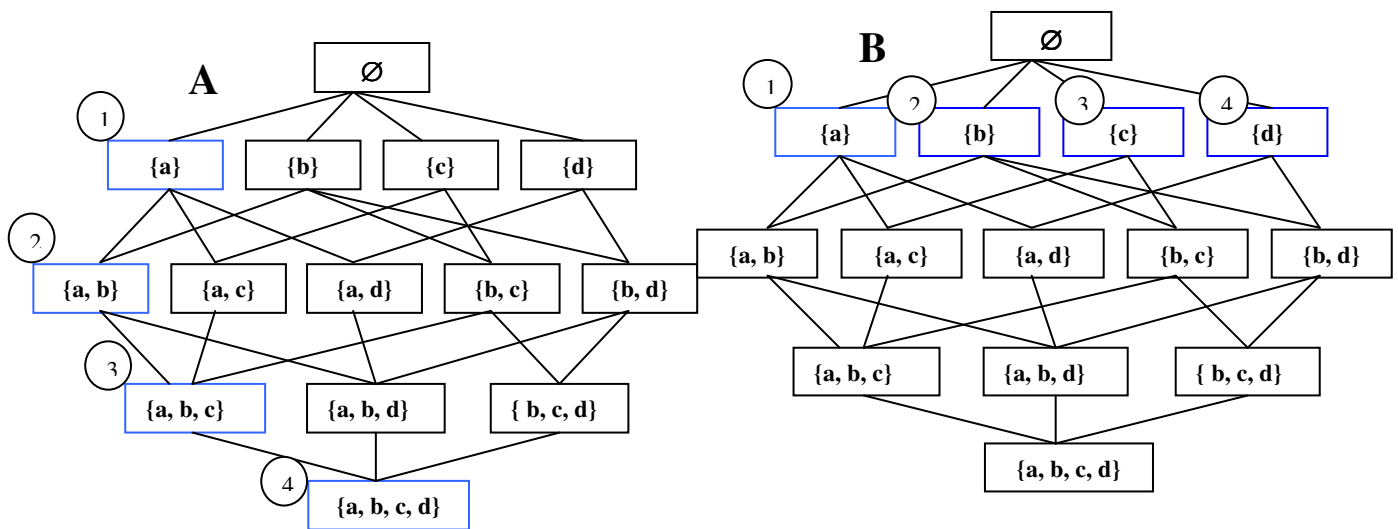 A
∅
1
{a}
{b}
{c}
{d}
2
{a, b}
{a, c}
{a, d}
{b, c}
{b, d}
3
{a, b, c}
{a, b, d}
{ b, c, d}
4
{a, b, c, d}
B
∅
1
2
3
4
{a}
{b}
{c}
{d}
{a, b}
{a, c}
{a, d}
{b, c}
{b, d}
{a, b, c}
{a, b, d}
{ b, c, d}
{a, b, c, d}